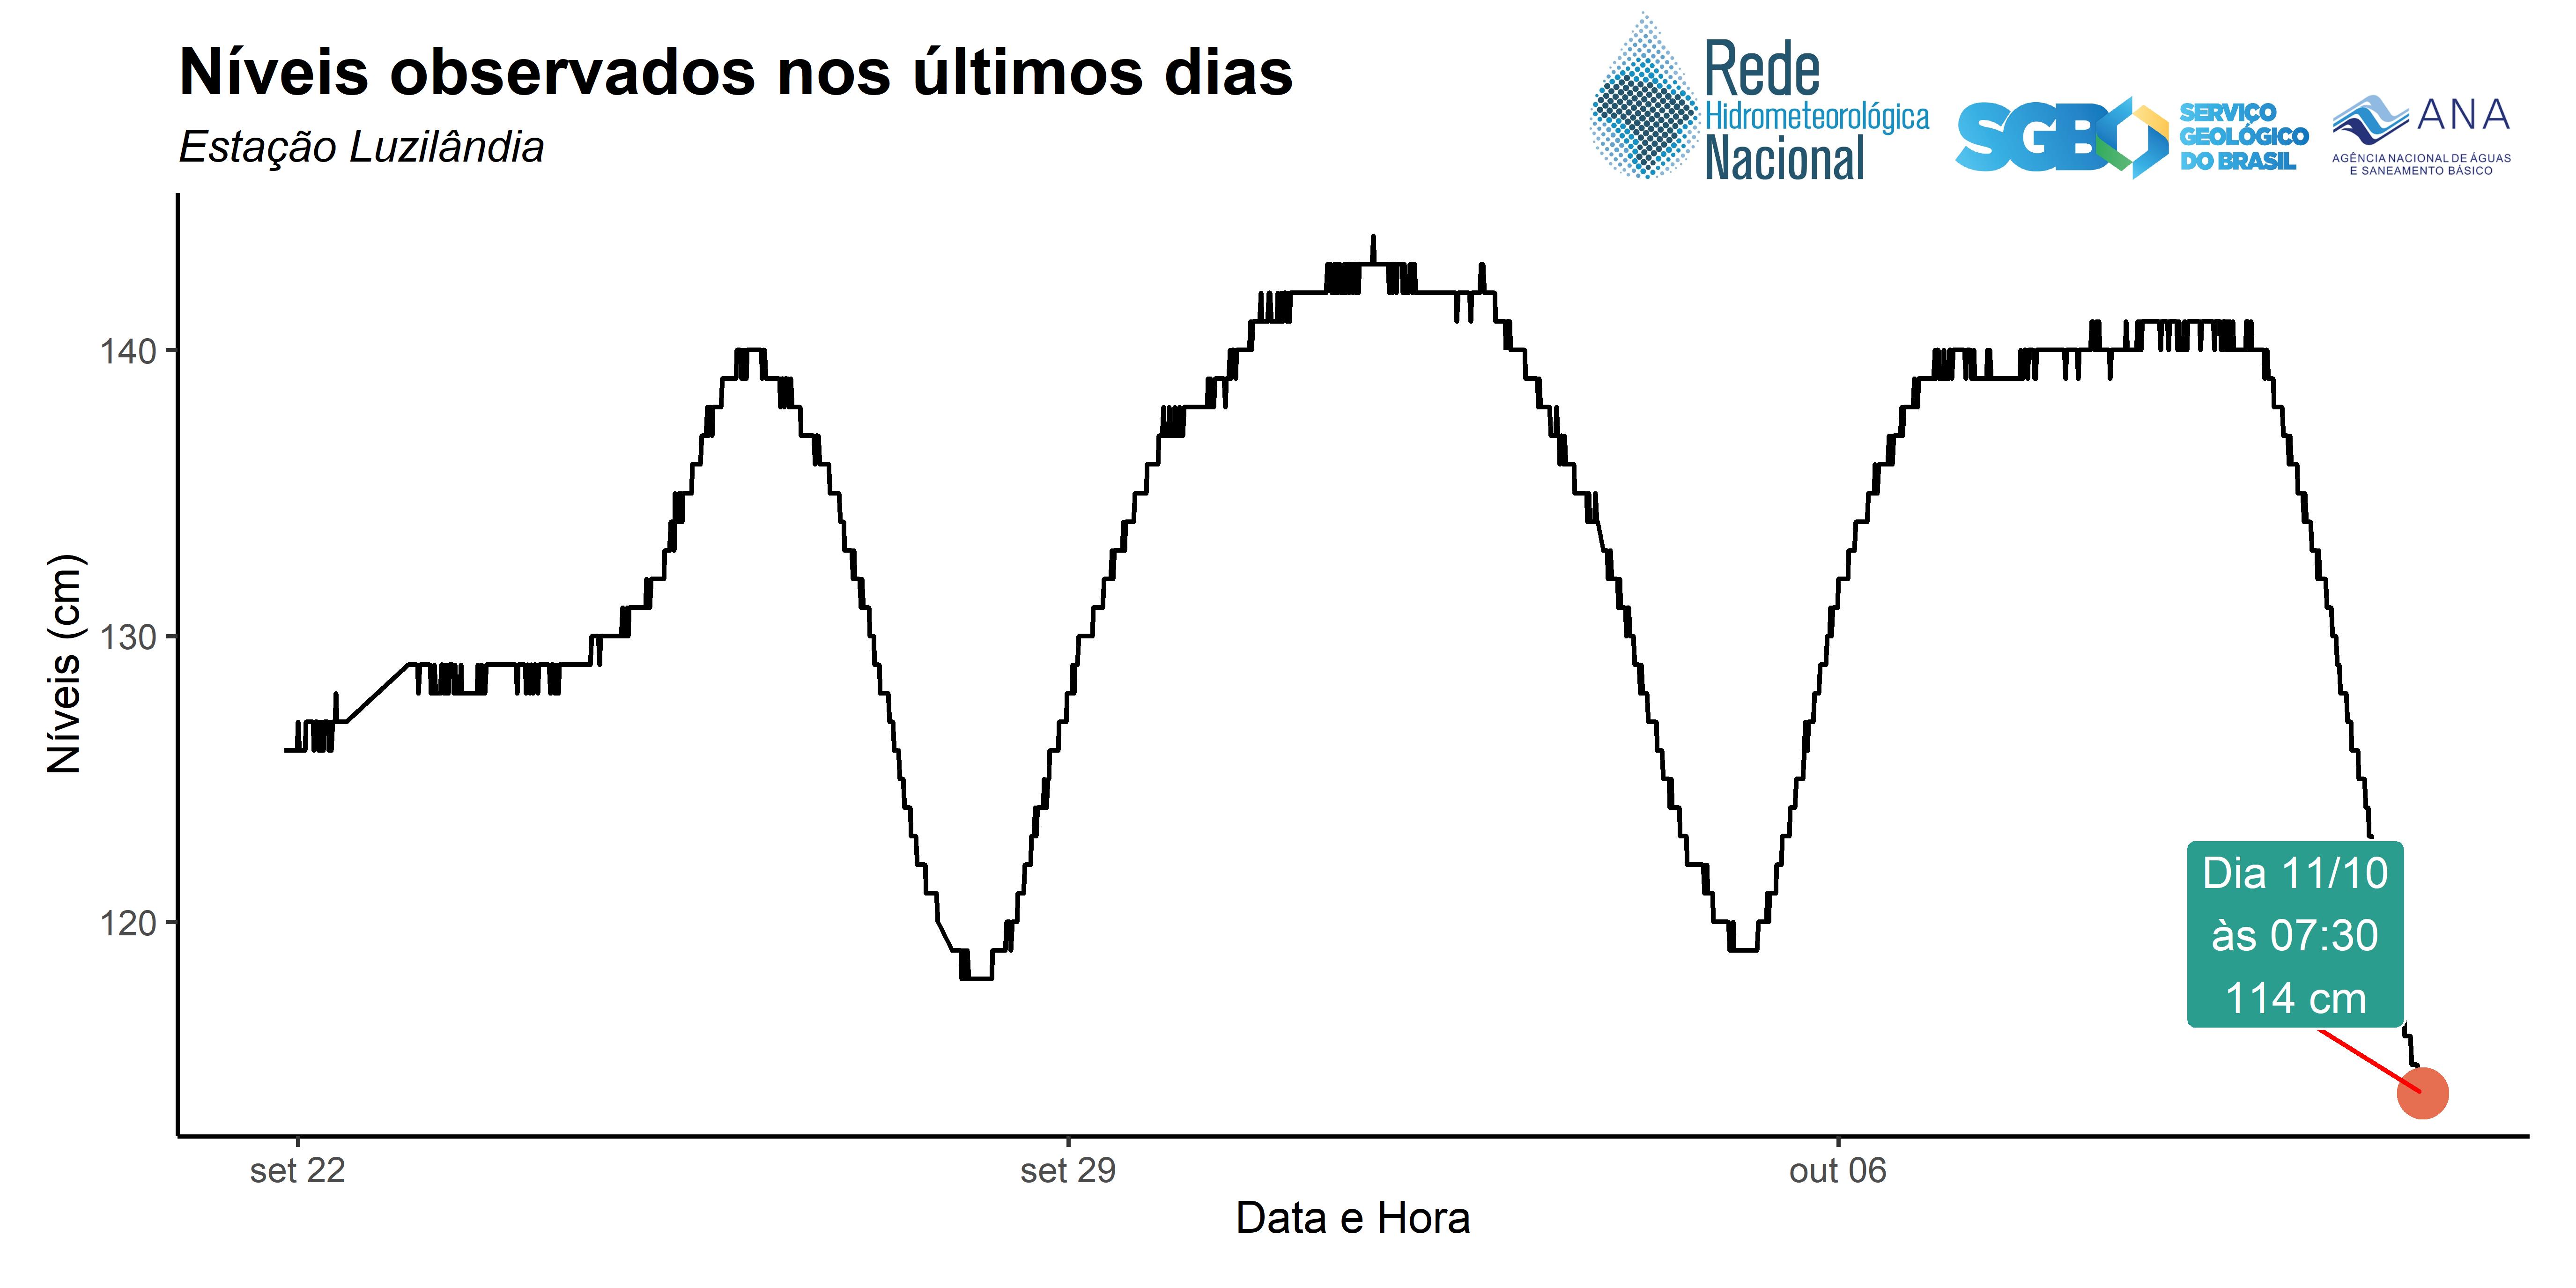 Níveis observados nos últimos dias
Estação Luzilândia
Rede
Hidrometeorológica
Nacional
SGB
SERVIÇO
GEOLÓGICO
DO BRASIL
ANA
AGÊNCIA NACIONAL DE ÁGUAS
E SANEAMENTO BÁSICO
Níveis (cm)
140
130
120
Dia 11/10
às 07:30
114 cm
set 22
set 29
out 06
Data e Hora